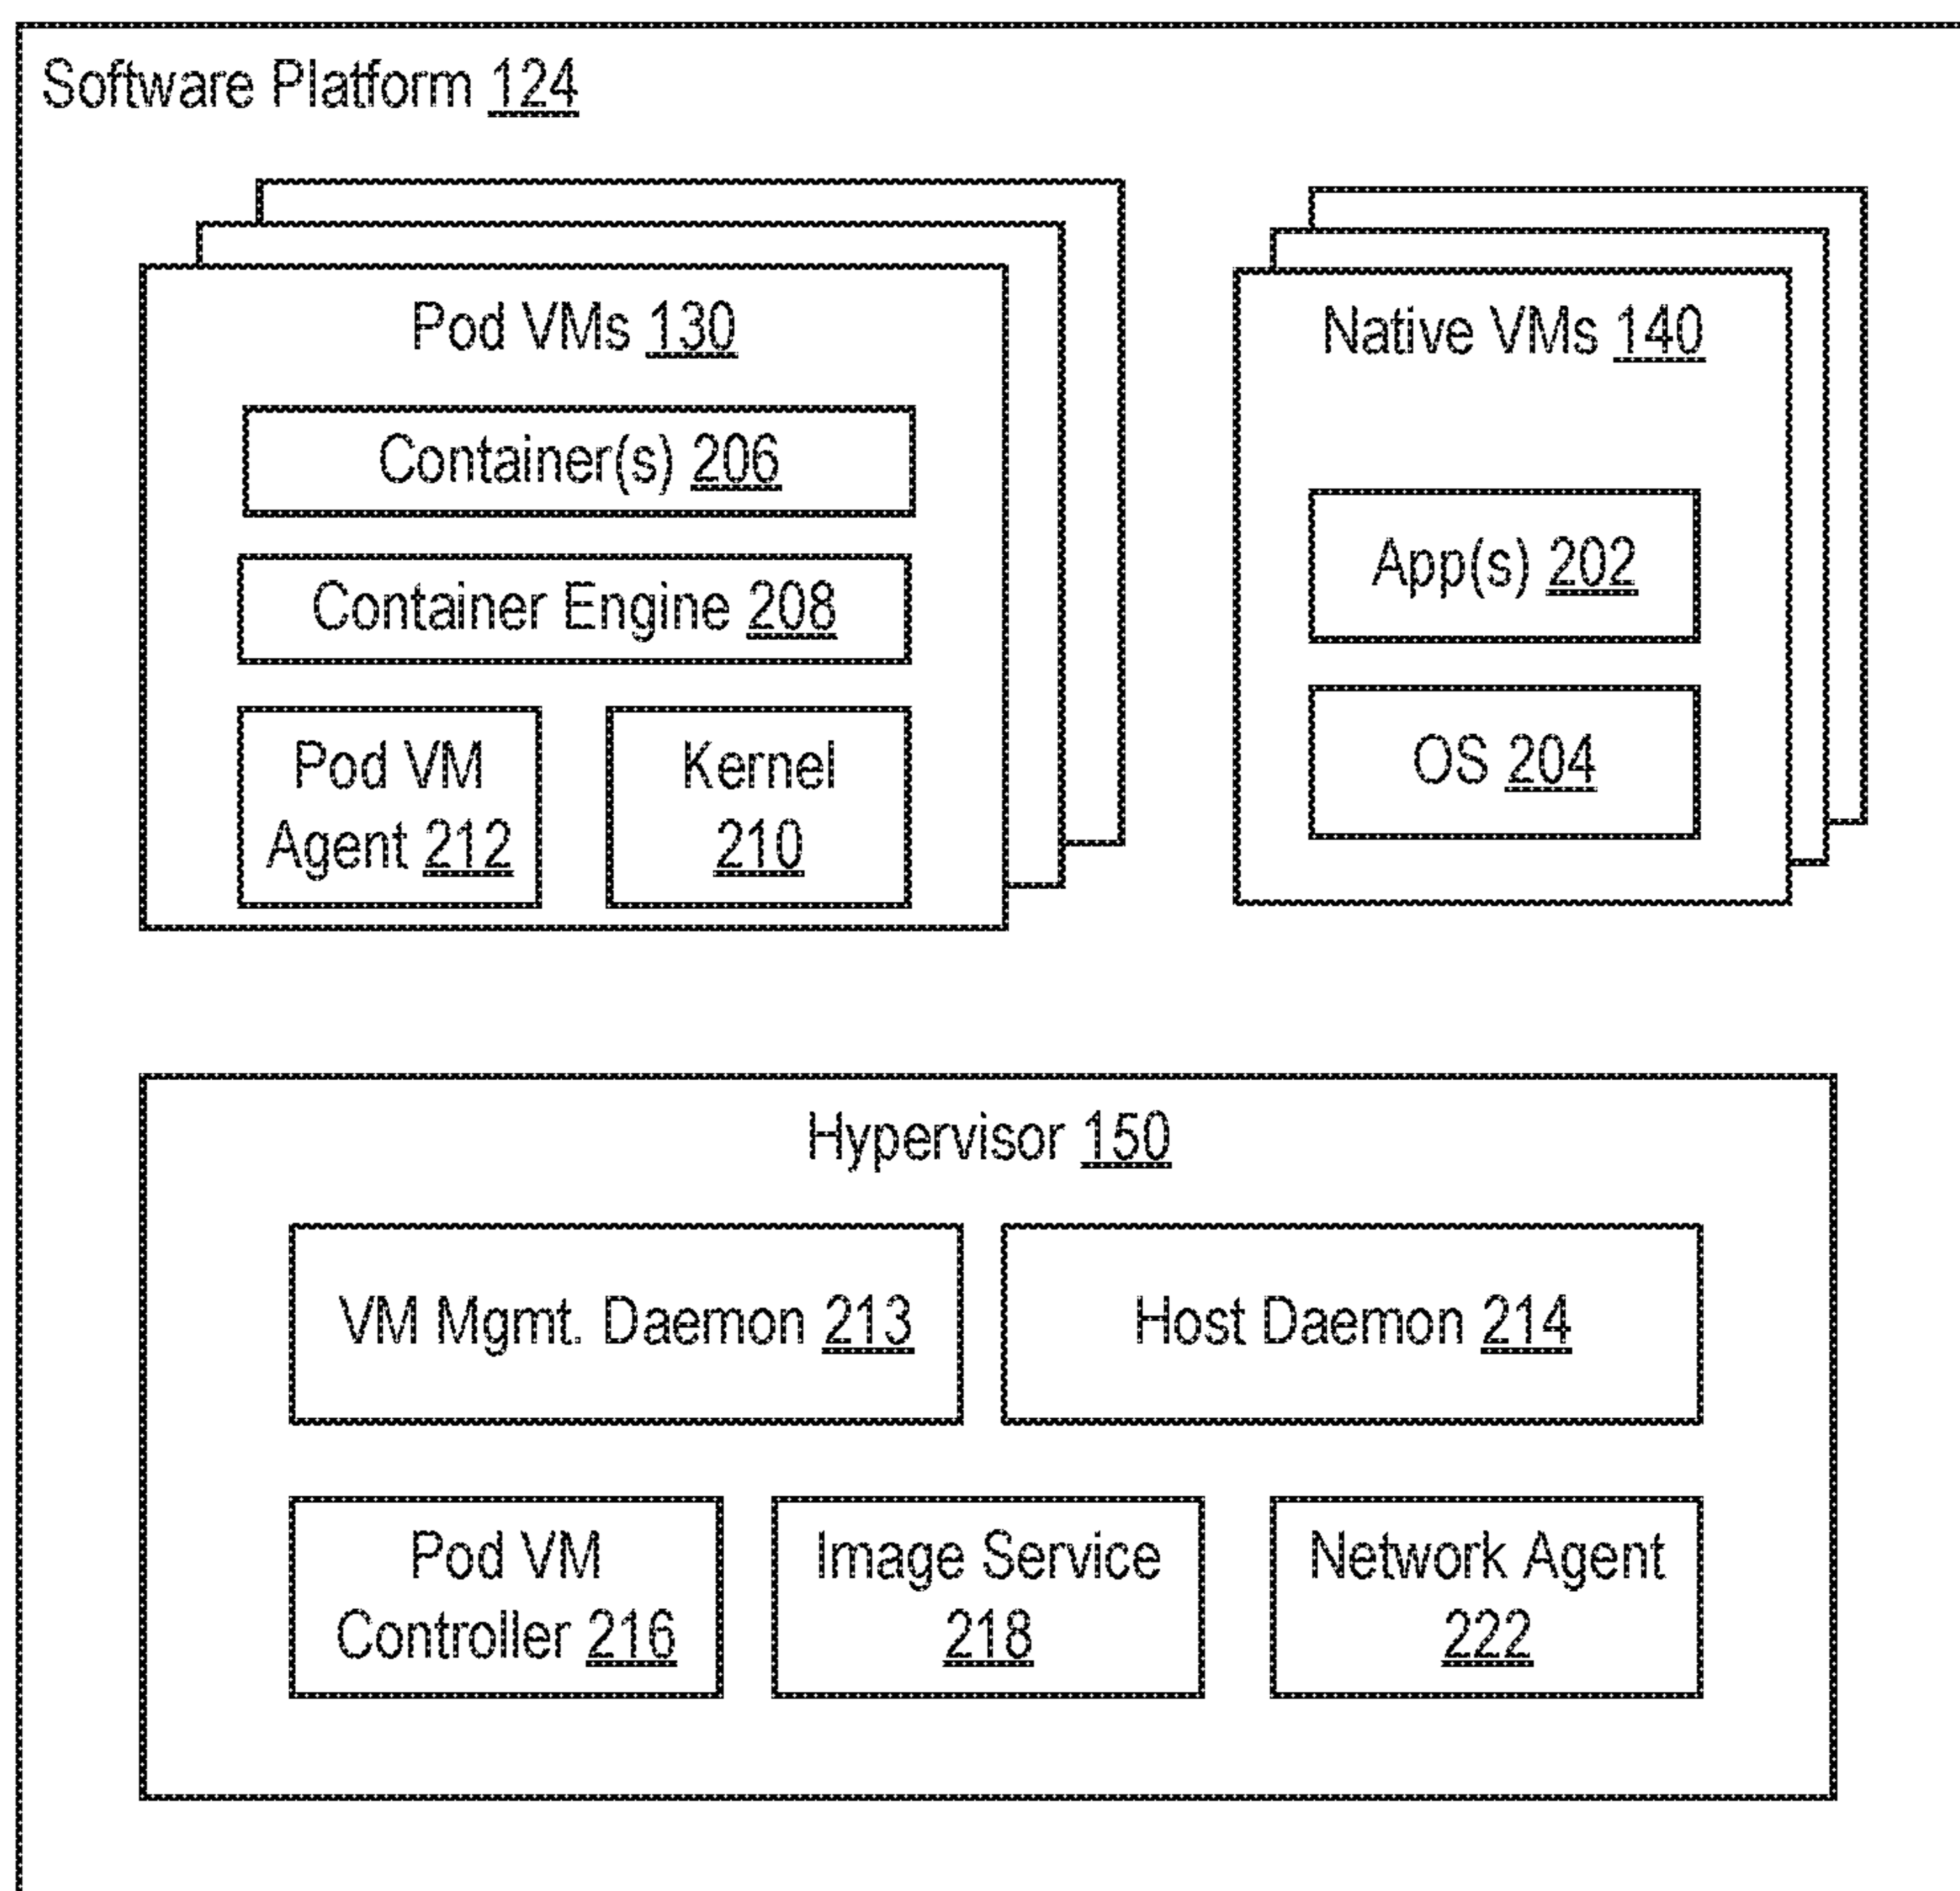 Software Platform 124
Pod VMs 130
Container(s) 206
Container Engine 208
Pod VM
Agent 212
Kernel
210
Native VMs 140
App(s) 202
OS 204
Hypervisor 150
VM Mgmt. Daemon 213
Host Daemon 214
Pod VM
Controller 216
Image Service
218
Network Agent
222